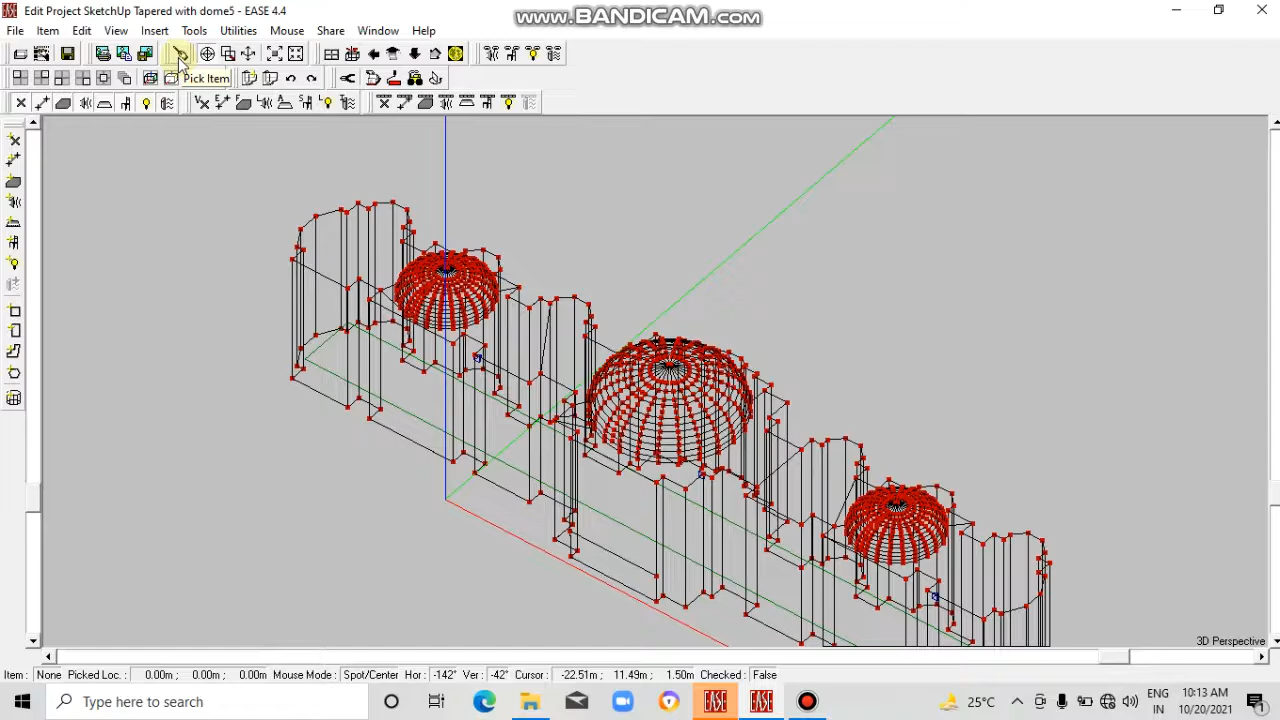 Edit Project SketchUp Tapered with dome5 - EASE 4.4
www.BANDICAM.com
File Item Edit View Insert Tools Utilities Mouse Share Window Help
Pick Item
3D Perspective
Item : None Picked Loc. : 0.00m : 0.00m : 0.00m Mouse Mode : Spot/Center Hor : -142° Ver : -42° Cursor : -22.51m : 11.49m : 1.50m Checked : False
Type here to search
25°C
ENG
IN
10:13 AM
10/20/2021